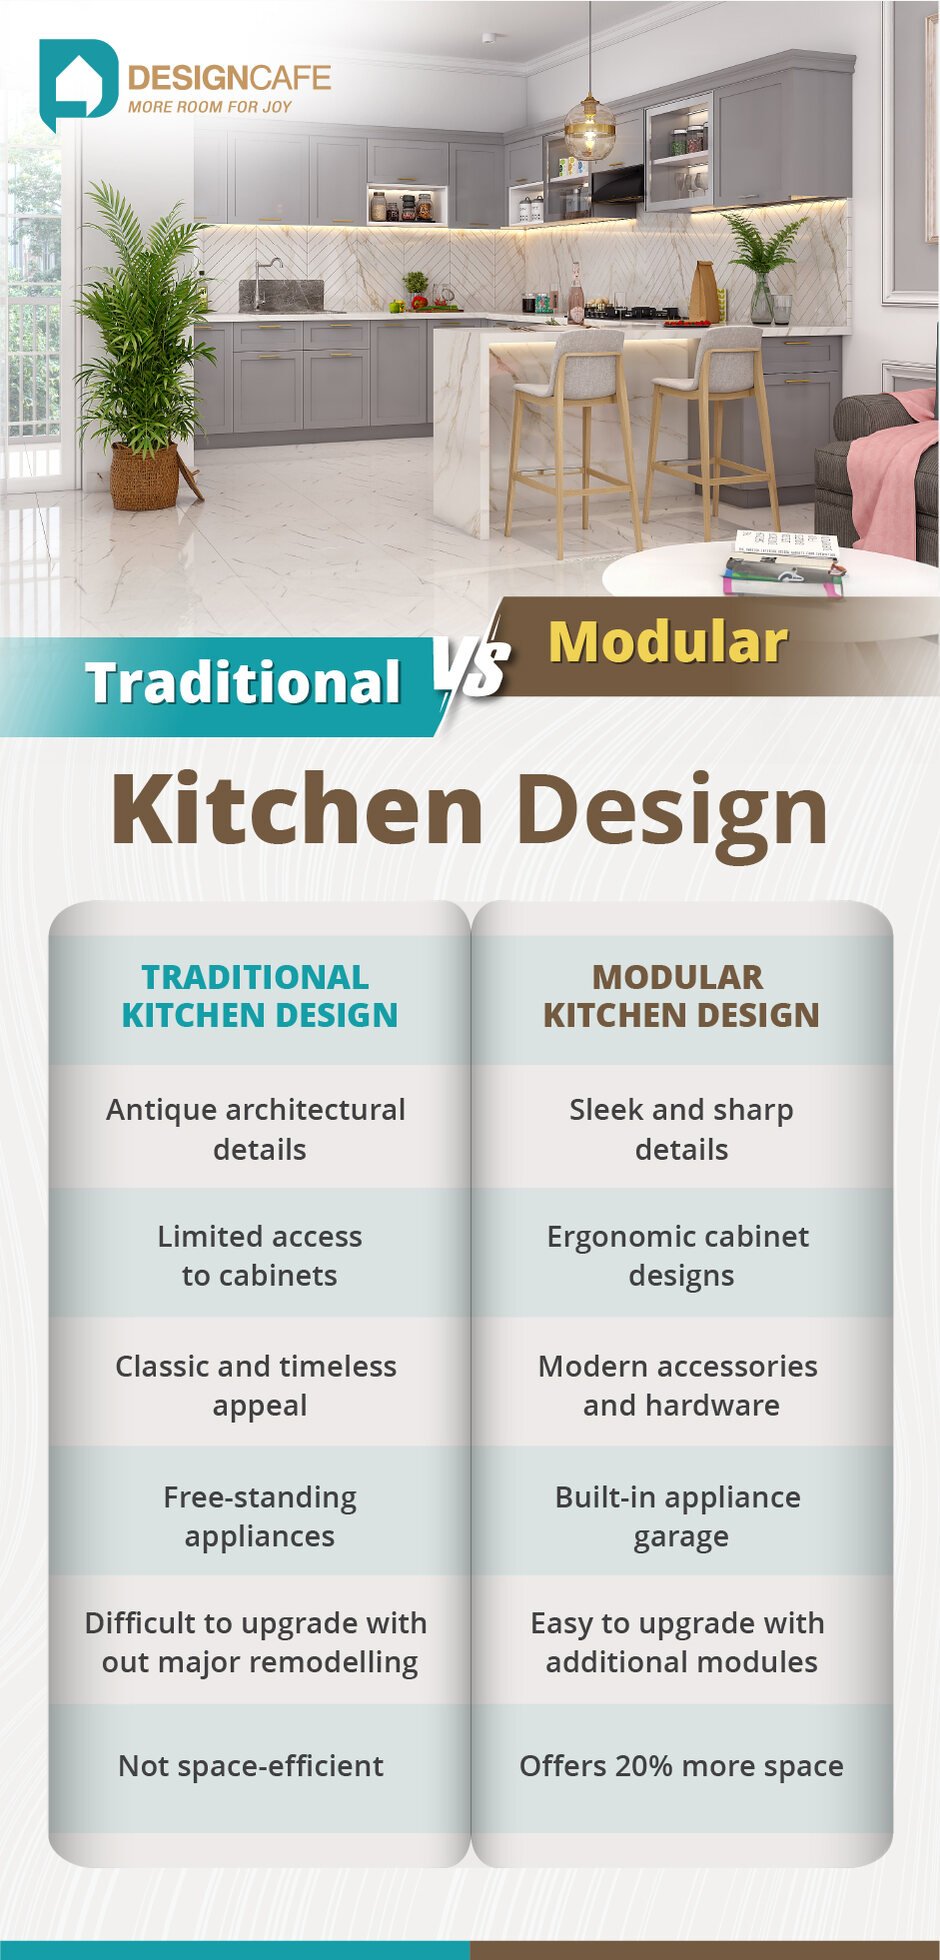 DESIGNCAFE
MORE ROOM FOR JOY
Traditional
VS
Modular
Kitchen Design
TRADITIONAL
KITCHEN DESIGN
MODULAR
KITCHEN DESIGN
Antique architectural
details
Sleek and sharp
details
Limited access
to cabinets
Ergonomic cabinet
designs
Classic and timeless
appeal
Modern accessories
and hardware
Free-standing
appliances
Built-in appliance
garage
Difficult to upgrade with
out major remodelling
Easy to upgrade with
additional modules
Not space-efficient
Offers 20% more space